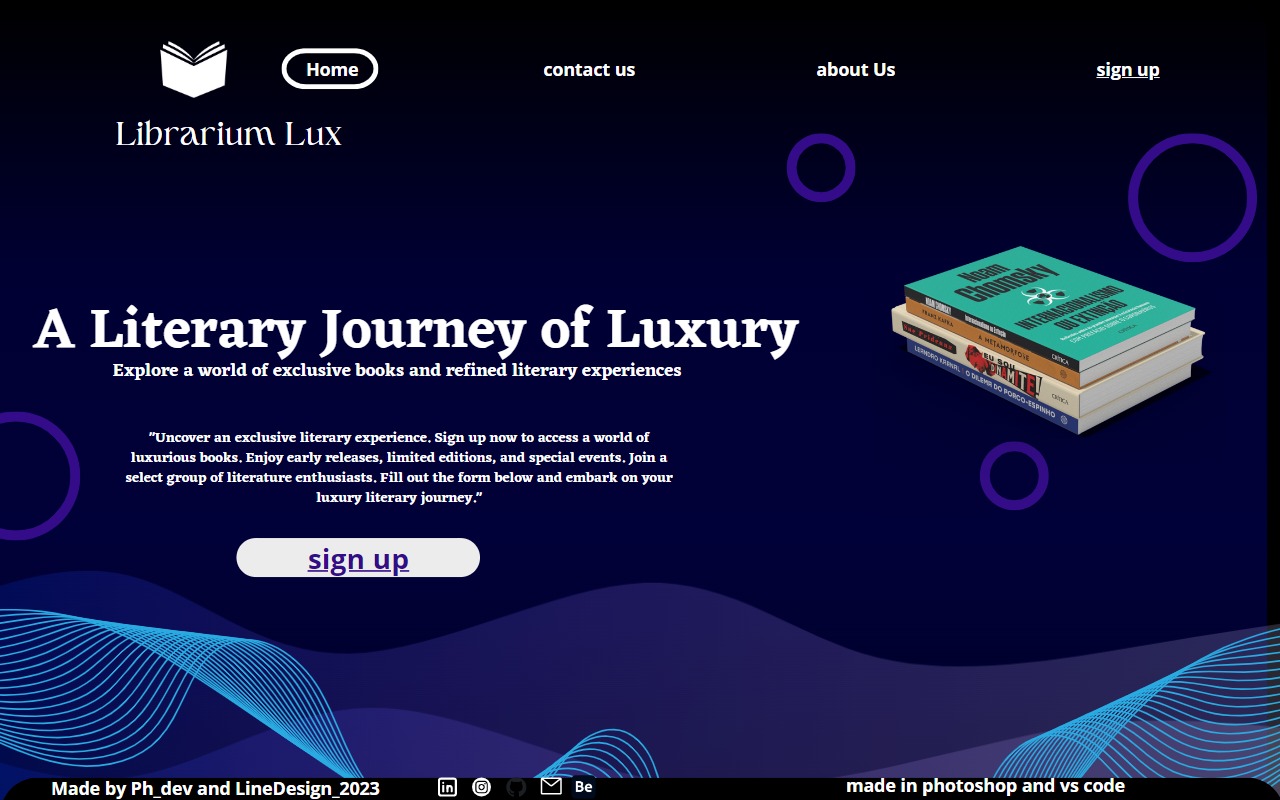 Home
contact us
about Us
sign up
Librarium Lux
A Literary Journey of Luxury
Explore a world of exclusive books and refined literary experiences
"Uncover an exclusive literary experience. Sign up now to access a world of
luxurious books. Enjoy early releases, limited editions, and special events. Join a
select group of literature enthusiasts. Fill out the form below and embark on your
luxury literary journey."
sign up
Noam
Chomsky
INTERNACIONALISMO
OU EXTINÇÃO
NOAM CHOMSKY
CRÍTICA
FRANZ KAFKA
A METAMORFOSE
EU SOU
DINAMITE!
CRÍTICA
LEANDRO KARNAL
O DILEMA DO PORCO-ESPINHO
Made by Ph_dev and LineDesign_2023
in
Be
made in photoshop and vs code